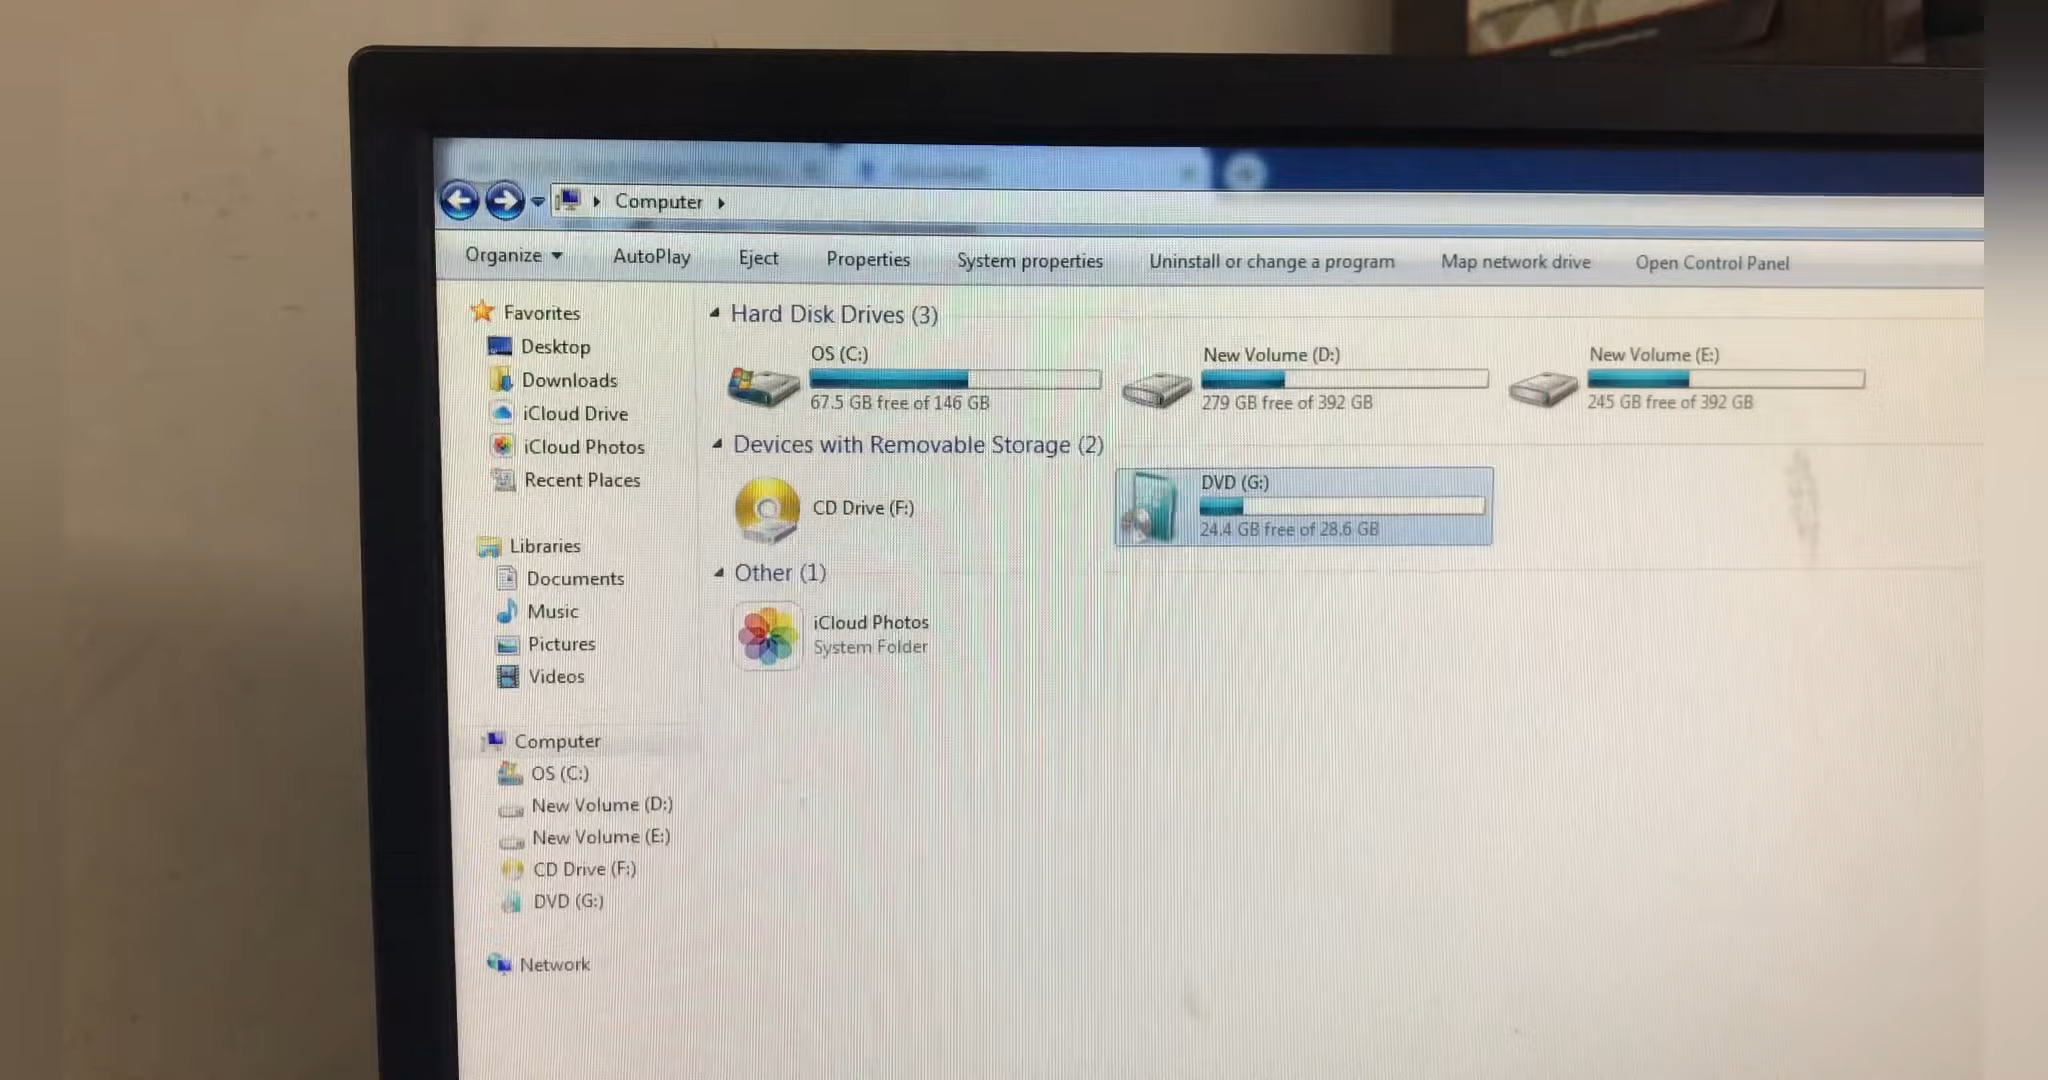 Computer
Organize AutoPlay Eject Properties System properties Uninstall or change a program Map network drive Open Control Panel
Favorites
Desktop
Downloads
iCloud Drive
iCloud Photos
Recent Places
Libraries
Documents
Music
Pictures
Videos
Computer
OS (C:)
New Volume (D:)
New Volume (E:)
CD Drive (F:)
DVD (G:)
Network
Hard Disk Drives (3)
OS (C:)
67.5 GB free of 146 GB
New Volume (D:)
279 GB free of 392 GB
New Volume (E:)
245 GB free of 392 GB
Devices with Removable Storage (2)
CD Drive (F:)
DVD (G:)
24.4 GB free of 28.6 GB
Other (1)
iCloud Photos
System Folder